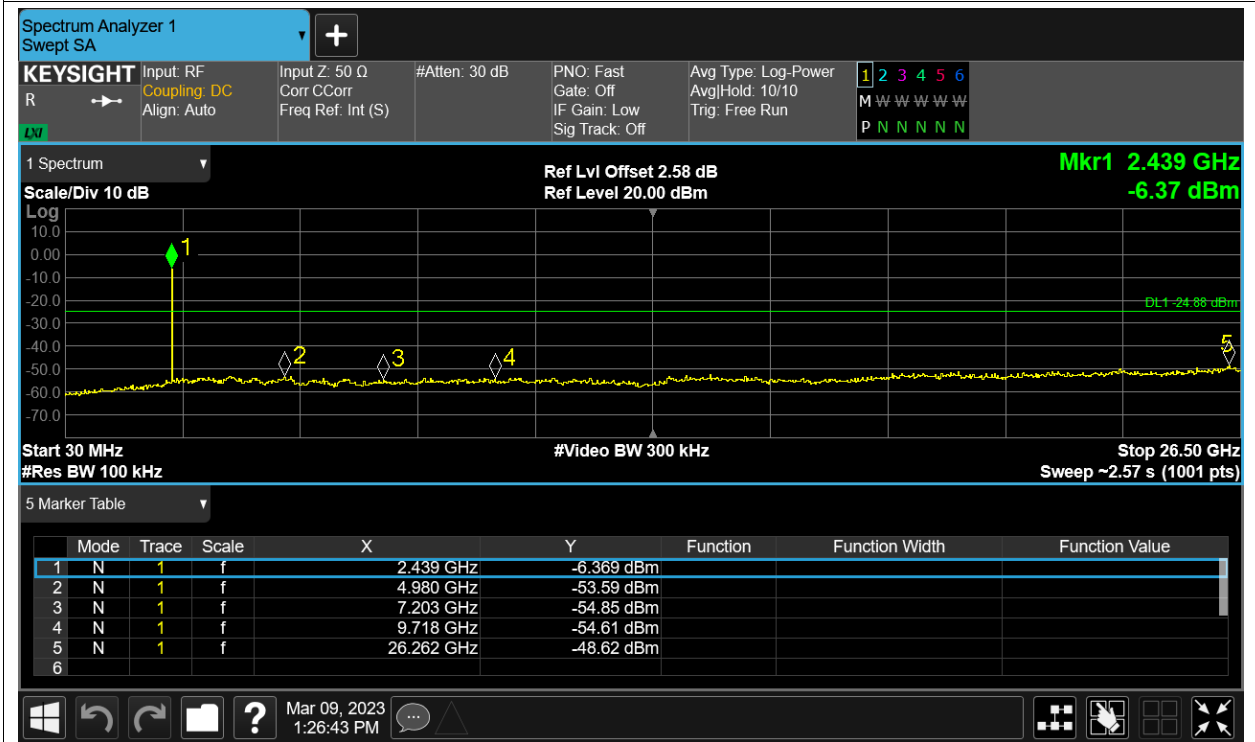 Spectrum Analyzer 1
Swept SA
+
KEYSIGHT Input: RF Input Z: 50 Ω #Atten: 30 dB PNO: Fast Avg Type: Log-Power 1 2 3 4 5 6
R Coupling: DC Corr CCorr Gate: Off Avg|Hold: 10/10 M W W W W W
Align: Auto Freq Ref: Int (S) IF Gain: Low Trig: Free Run
LXI Sig Track: Off P N N N N N
1 Spectrum Ref Lvl Offset 2.58 dB Mkr1 2.439 GHz
Scale/Div 10 dB Ref Level 20.00 dBm -6.37 dBm
Log
10.0
1
0.00
-10.0
-20.0
DL1 -24.88 dBm
-30.0
-40.0
2 3 4 5
-50.0
-60.0
-70.0
Start 30 MHz #Video BW 300 kHz Stop 26.50 GHz
#Res BW 100 kHz Sweep ~2.57 s (1001 pts)
5 Marker Table
Mode Trace Scale X Y Function Function Width Function Value
1 N 1 f 2.439 GHz -6.369 dBm
2 N 1 f 4.980 GHz -53.59 dBm
3 N 1 f 7.203 GHz -54.85 dBm
4 N 1 f 9.718 GHz -54.61 dBm
5 N 1 f 26.262 GHz -48.62 dBm
6
? Mar 09, 2023
1:26:43 PM